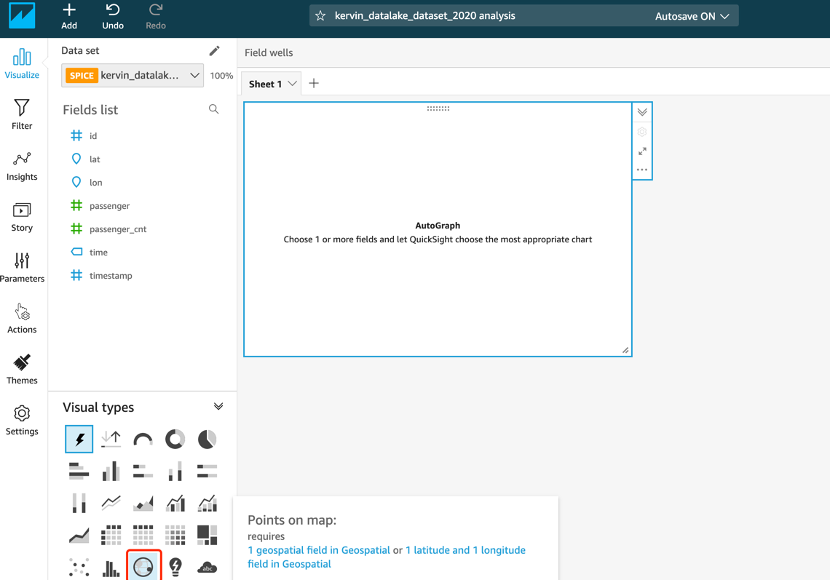 kervin_datalake_dataset_2020 analysis
Autosave ON
Add
Undo
Redo
Visualize
Filter
Insights
Story
Parameters
Actions
Themes
Settings
Data set
SPICE kervin_datalak...
100%
Fields list
id
lat
lon
passenger
passenger_cnt
time
timestamp
Visual types
Field wells
Sheet 1
AutoGraph
Choose 1 or more fields and let QuickSight choose the most appropriate chart
Points on map:
requires
1 geospatial field in Geospatial or 1 latitude and 1 longitude
field in Geospatial
abc